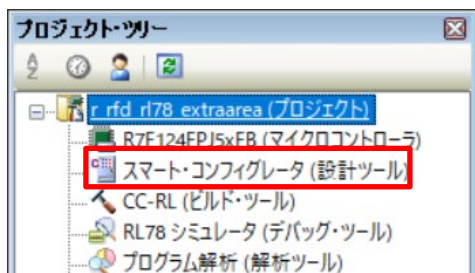 プロジェクト・ツリー
r_rfd_rl78_extraarea (プロジェクト)
R7F124FPJ5xFB (マイクロコントローラ)
スマート・コンフィグレータ (設計ツール)
CC-RL (ビルド・ツール)
RL78 シミュレータ (デバッグ・ツール)
プログラム解析 (解析ツール)